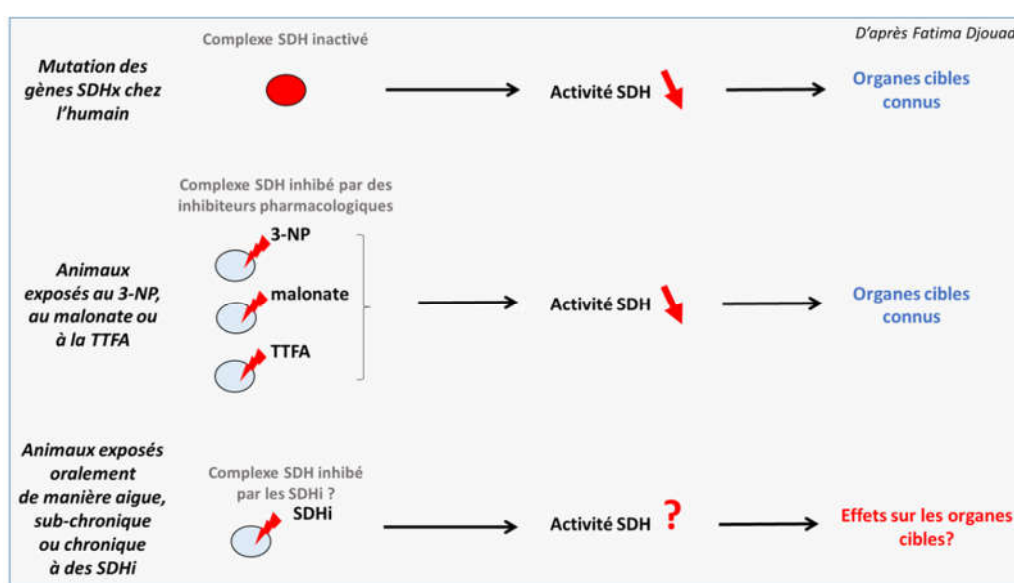 D'après Fatima Djouad
Complexe SDH inactivé
Mutation des
gènes SDHx chez
l'humain
Activité SDH
Organes cibles
connus
Complexe SDH inhibé par des
inhibiteurs pharmacologiques
3-NP
Animaux
exposés au 3-NP,
au malonate ou
à la TTFA
malonate
TTFA
Activité SDH
Organes cibles
connus
Animaux exposés
oralement
de manière aigue,
sub-chronique
ou chronique
à des SDHi
Complexe SDH inhibé
par les SDHi ?
SDHi
Activité SDH ?
Effets sur les organes
cibles?